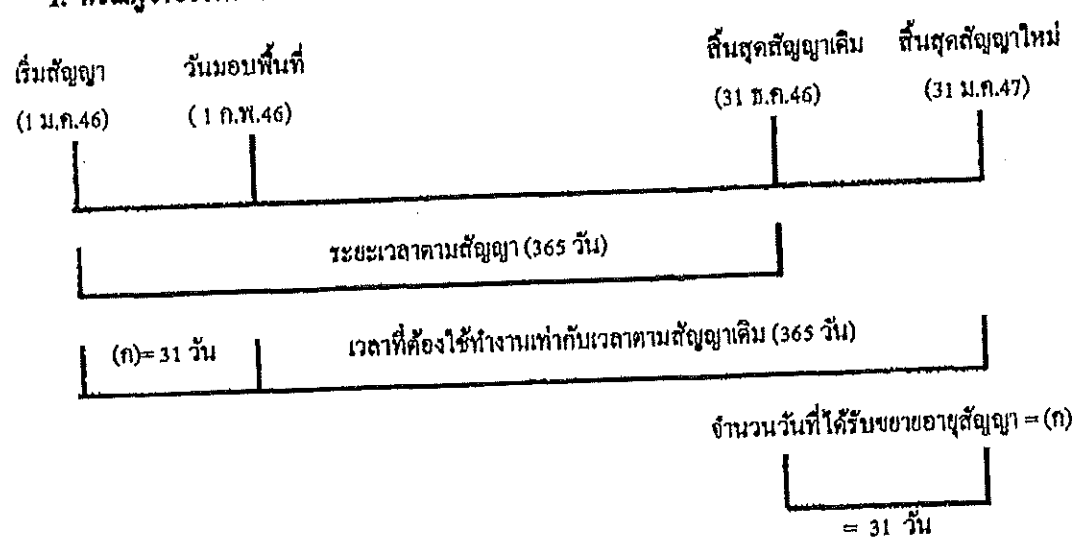 เริ่มสัญญา
(1 ม.ค.46)
วันมอบพื้นที่
( 1 ก.พ.46)
สิ้นสุดสัญญาเดิม
(31 ธ.ค.46)
สิ้นสุดสัญญาใหม่
(31 ม.ค.47)
ระยะเวลาตามสัญญา (365 วัน)
(ก)= 31 วัน
เวลาที่ต้องใช้ทำงานเท่ากับเวลาตามสัญญาเดิม (365 วัน)
จำนวนวันที่ได้รับขยายอายุสัญญา = (ก)
= 31 วัน